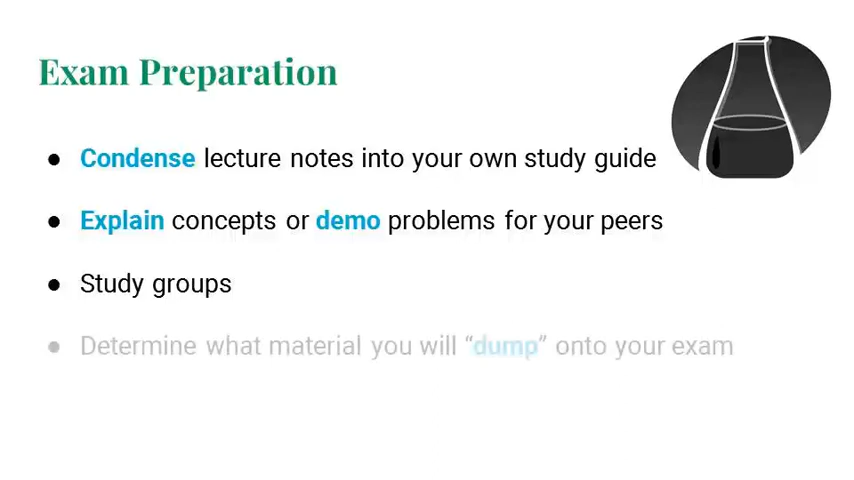 Exam Preparation
● Condense lecture notes into your own study guide
● Explain concepts or demo problems for your peers
● Study groups
● Determine what material you will “dump” onto your exam